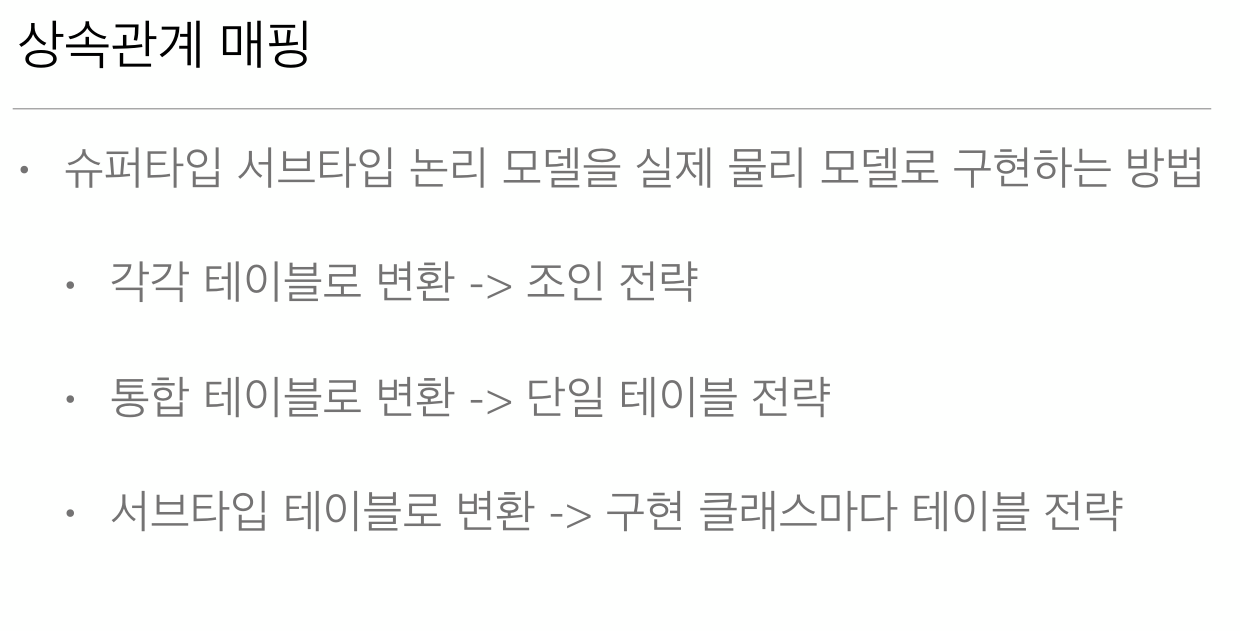 상속관계 매핑
• 슈퍼타입 서브타입 논리 모델을 실제 물리 모델로 구현하는 방법
• 각각 테이블로 변환 -> 조인 전략
• 통합 테이블로 변환 -> 단일 테이블 전략
• 서브타입 테이블로 변환 -> 구현 클래스마다 테이블 전략